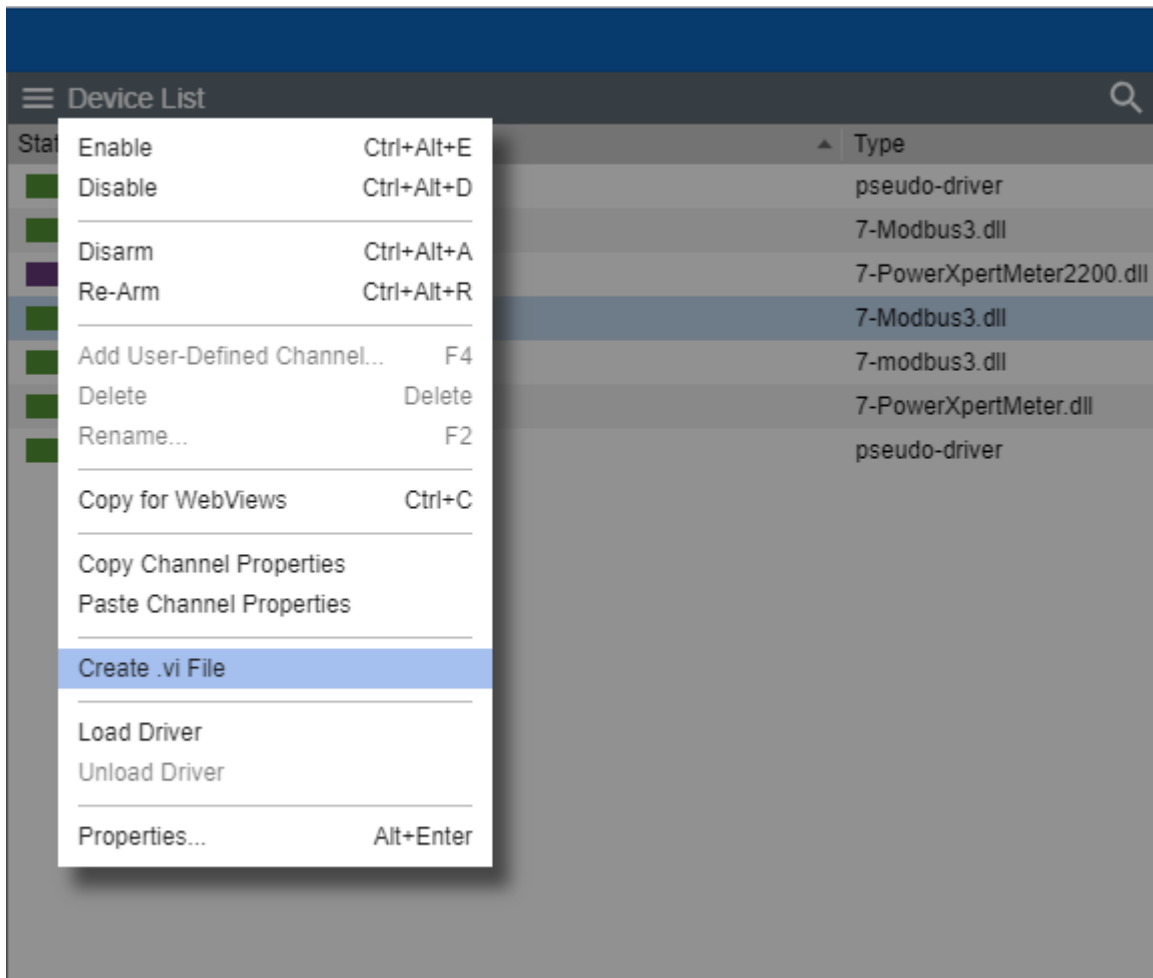 Device List
Stat Type
Enable Ctrl+Alt+E
Disable Ctrl+Alt+D
Disarm Ctrl+Alt+A
Re-Arm Ctrl+Alt+R
Add User-Defined Channel... F4
Delete Delete
Rename... F2
Copy for WebViews Ctrl+C
Copy Channel Properties
Paste Channel Properties
Create .vi File
Load Driver
Unload Driver
Properties... Alt+Enter
pseudo-driver
7-Modbus3.dll
7-PowerXpertMeter2200.dll
7-Modbus3.dll
7-modbus3.dll
7-PowerXpertMeter.dll
pseudo-driver